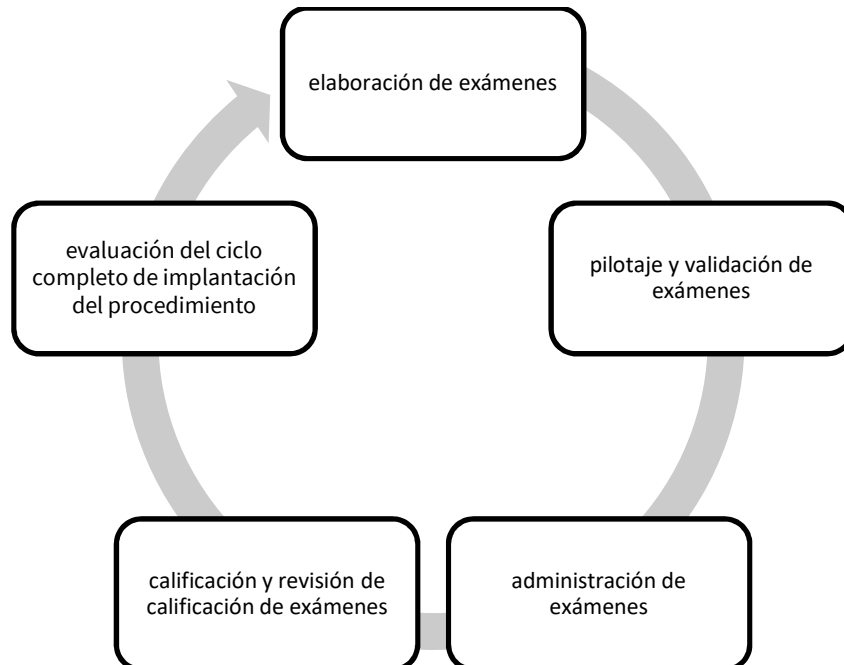 elaboración de exámenes
pilotaje y validación de
exámenes
administración de
exámenes
calificación y revisión de
calificación de exámenes
evaluación del ciclo
completo de implantación
del procedimiento